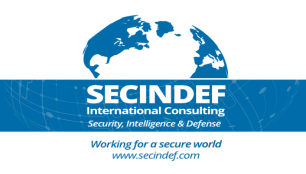 SECINDEF
International Consulting
Security, Intelligence & Defense
Working for a secure world
www.secindef.com